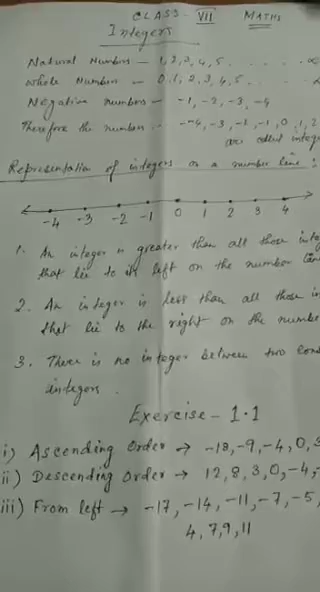 CLASS - VII MATHS
Integers
Natural Numbers - 1, 3, 2, 4, 5 . . . . . . ∞
Whole Numbers - 0, 1, 2, 3, 4, 5 . . . . .
Negative numbers - -1, -2, -3, -4
Therefore the numbers .. -4, -3, -2, -1, 0, 1, 2
are called
Representation of integers on a number line :
-4 -3 -2 -1 0 1 2 3 4
1. An integer is greater than all those
that lie to its left on the number line
2. An integer is less than all those
that lie to the right on the
3. There is no integer between two
integers .
Exercise - 1.1
i) Ascending Order → -18, -9, -4, 0, 3
ii) Descending Order → 12, 8, 3, 0, -4,
iii) From left → -17, -14, -11, -7, -5,
4, 7, 9, 11